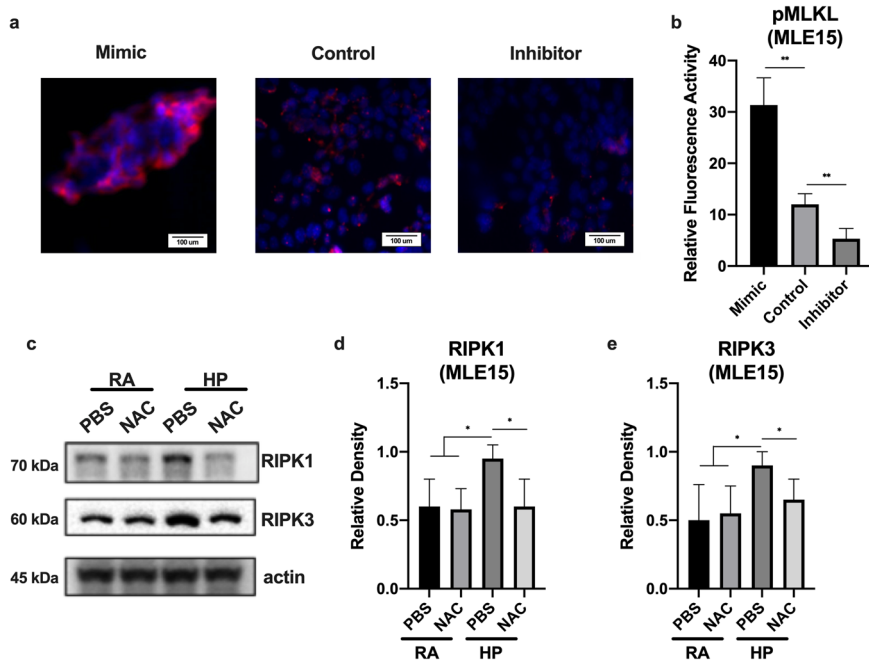 a
Mimic
Control
Inhibitor
100 um
100 um
100 um
b
pMLKL
(MLE15)
Relative Fluorescence Activity
50
40
30
20
10
0
**
**
Mimic
Control
Inhibitor
c
RA
HP
PBS
NAC
PBS
NAC
70 kDa
RIPK1
60 kDa
RIPK3
45 kDa
actin
d
RIPK1
(MLE15)
Relative Density
1.5
1.0
0.5
0.0
*
*
PBS
NAC
PBS
NAC
RA
HP
e
RIPK3
(MLE15)
Relative Density
1.5
1.0
0.5
0.0
*
*
PBS
NAC
PBS
NAC
RA
HP